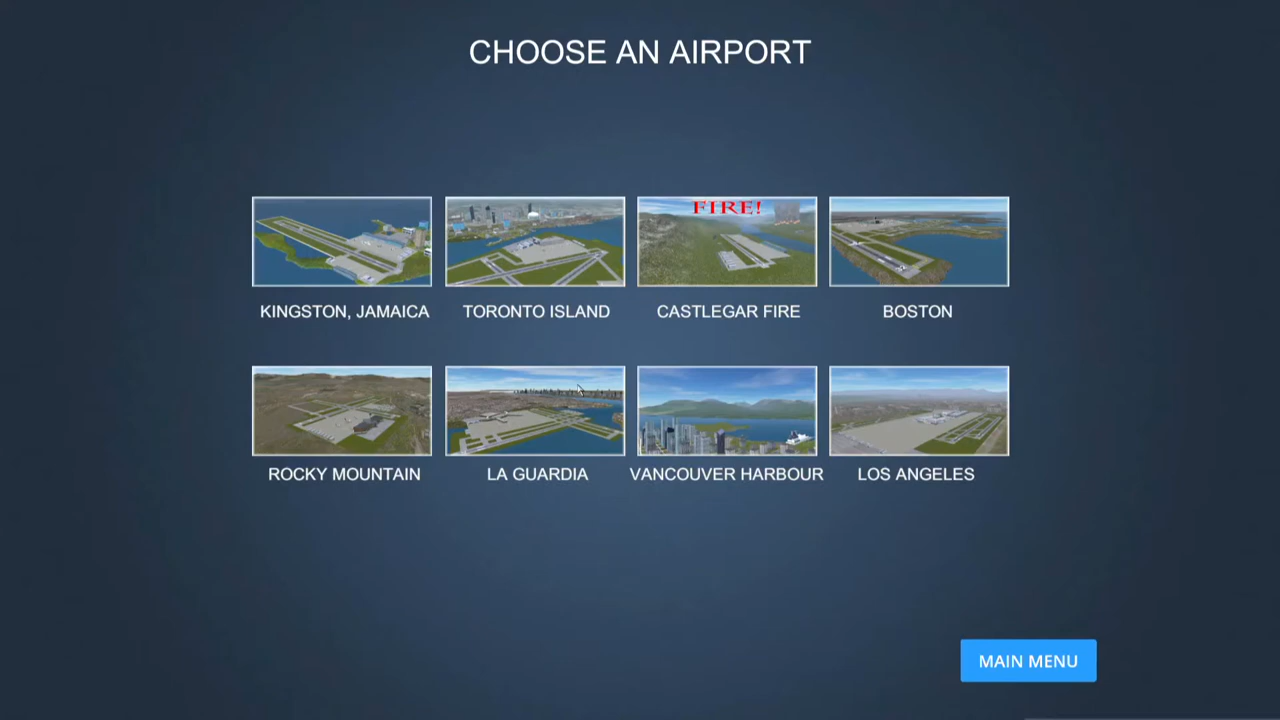 CHOOSE AN AIRPORT
FIRE!
KINGSTON, JAMAICA
TORONTO ISLAND
CASTLEGAR FIRE
BOSTON
ROCKY MOUNTAIN
LA GUARDIA
VANCOUVER HARBOUR
LOS ANGELES
MAIN MENU